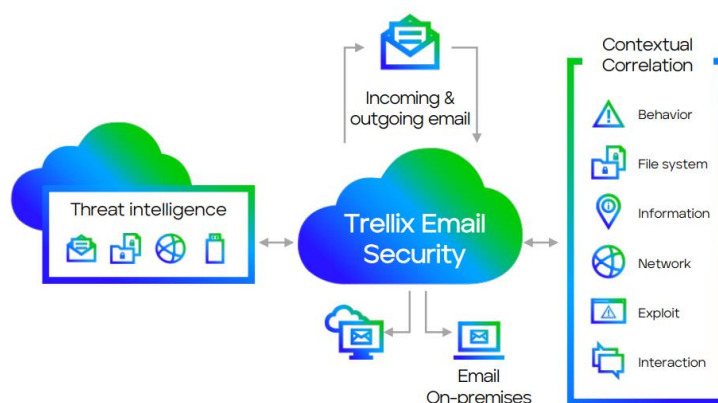 Incoming &
outgoing email
Threat intelligence
Trellix Email
Security
Email
On-premises
Contextual
Correlation
Behavior
File system
Information
Network
Exploit
Interaction